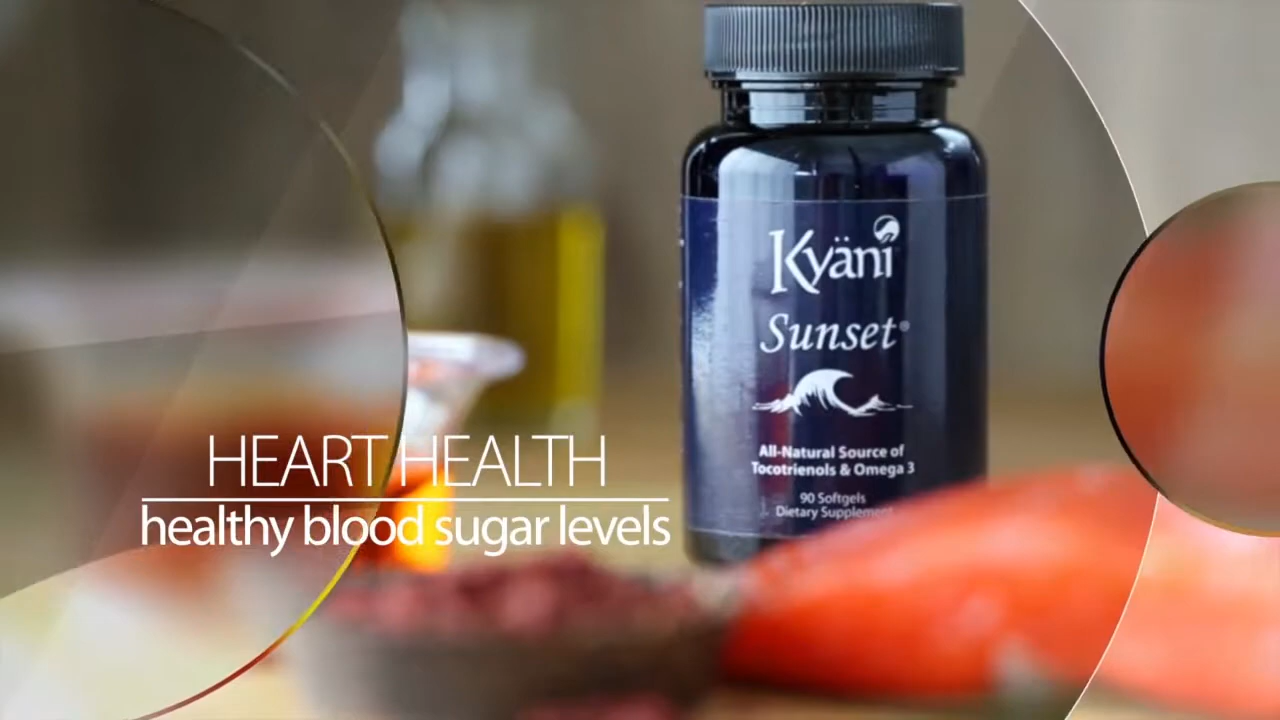 Kyäni
Sunset®
All-Natural Source of
Tocotrienols & Omega 3
90 Softgels
Dietary Supplement
HEART HEALTH
healthy blood sugar levels